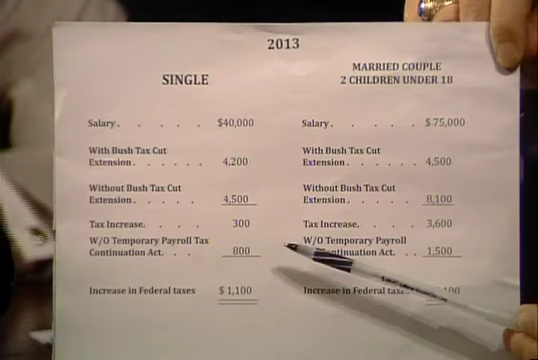 2013
SINGLE
Salary. . . . . $40,000
With Bush Tax Cut
Extension. . . . . . 4,200
Without Bush Tax Cut
Extension. . . . . . 4,500
Tax Increase. . . . 300
W/O Temporary Payroll Tax
Continuation Act. . . 800
Increase in Federal taxes $ 1,100
MARRIED COUPLE
2 CHILDREN UNDER 18
Salary. . . . . $ 75,000
With Bush Tax Cut
Extension. . . . . . 4,500
Without Bush Tax Cut
Extension. . . . . . 8,100
Tax Increase. . . . 3,600
W/O Temporary Payroll
Act. . . 1,500
Increase in Federal